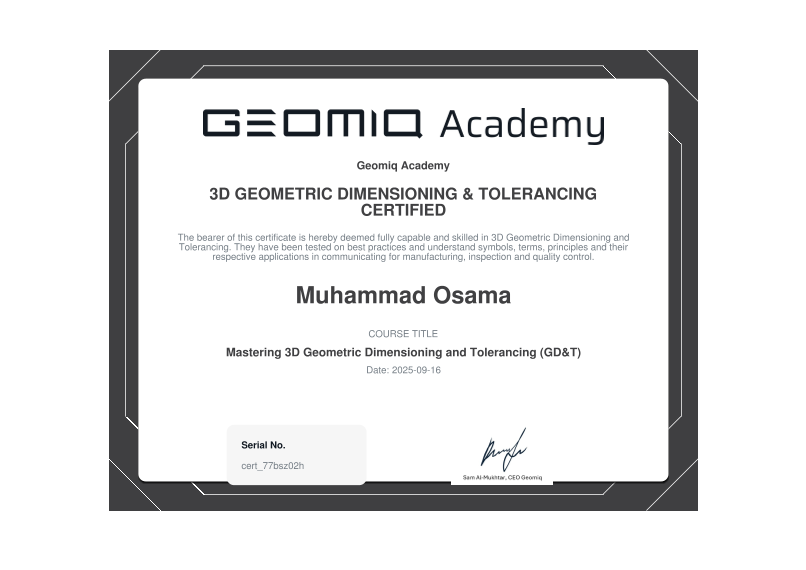 GEOMIQ Academy
Geomiq Academy
3D GEOMETRIC DIMENSIONING & TOLERANCING
CERTIFIED
The bearer of this certificate is hereby deemed fully capable and skilled in 3D Geometric Dimensioning and
Tolerancing. They have been tested on best practices and understand symbols, terms, principles and their
respective applications in communicating for manufacturing, inspection and quality control.
Muhammad Osama
COURSE TITLE
Mastering 3D Geometric Dimensioning and Tolerancing (GD&T)
Date: 2025-09-16
Serial No.
cert_77bsz02h
Sam Al-Mukhtar, CEO Geomiq